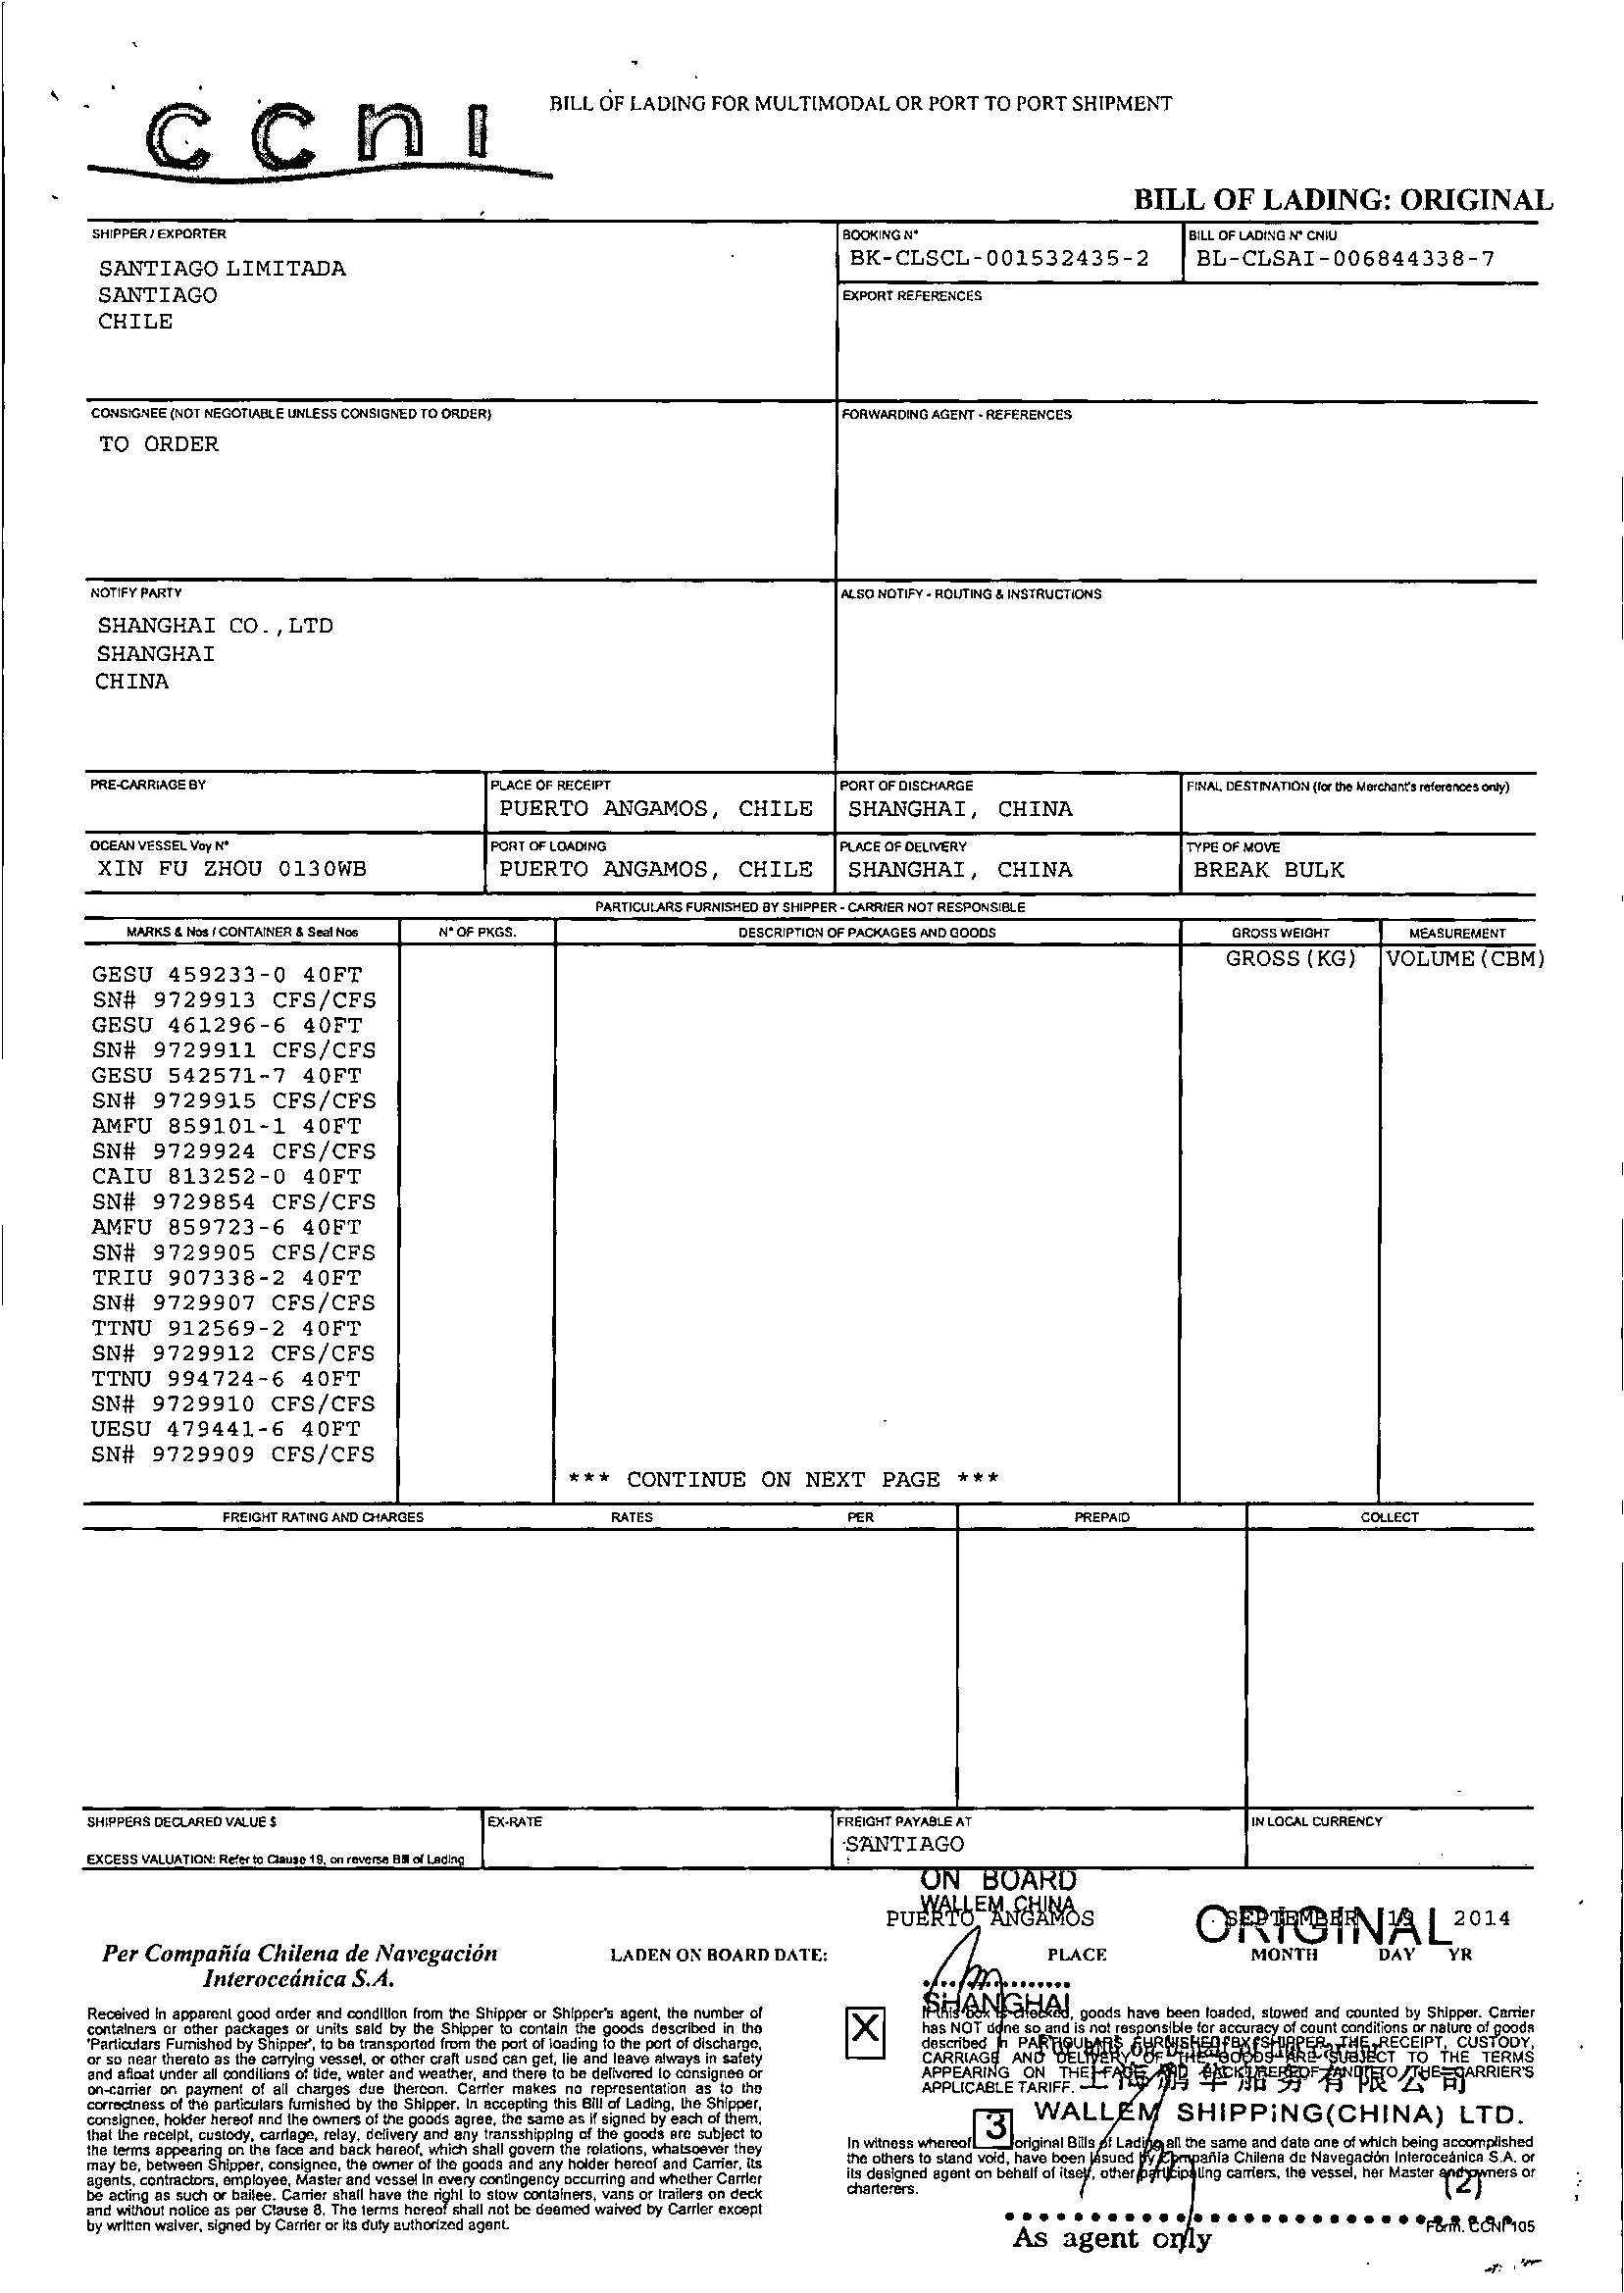 ccni
BILL OF LADING FOR MULTIMODAL OR PORT TO PORT SHIPMENT
BILL OF LADING: ORIGINAL
SHIPPER / EXPORTER
SANTIAGO LIMITADA
SANTIAGO
CHILE
BOOKING N°
BK-CLSCL-001532435-2
BILL OF LADING N° CNIU
BL-CLSAI-006844338-7
EXPORT REFERENCES
CONSIGNEE (NOT NEGOTIABLE UNLESS CONSIGNED TO ORDER)
TO ORDER
FORWARDING AGENT - REFERENCES
NOTIFY PARTY
SHANGHAI CO.,LTD
SHANGHAI
CHINA
ALSO NOTIFY - ROUTING & INSTRUCTIONS
PRE-CARRIAGE BY
PLACE OF RECEIPT
PUERTO ANGAMOS, CHILE
PORT OF DISCHARGE
SHANGHAI, CHINA
FINAL DESTINATION (for the Merchant's references only)
OCEAN VESSEL Voy N°
XIN FU ZHOU 0130WB
PORT OF LOADING
PUERTO ANGAMOS, CHILE
PLACE OF DELIVERY
SHANGHAI, CHINA
TYPE OF MOVE
BREAK BULK
PARTICULARS FURNISHED BY SHIPPER - CARRIER NOT RESPONSIBLE
MARKS & Nos / CONTAINER & Seal Nos
N° OF PKGS.
DESCRIPTION OF PACKAGES AND GOODS
GROSS WEIGHT
MEASUREMENT
GROSS(KG)
VOLUME(CBM)
GESU 459233-0 40FT
SN# 9729913 CFS/CFS
GESU 461296-6 40FT
SN# 9729911 CFS/CFS
GESU 542571-7 40FT
SN# 9729915 CFS/CFS
AMFU 859101-1 40FT
SN# 9729924 CFS/CFS
CAIU 813252-0 40FT
SN# 9729854 CFS/CFS
AMFU 859723-6 40FT
SN# 9729905 CFS/CFS
TRIU 907338-2 40FT
SN# 9729907 CFS/CFS
TTNU 912569-2 40FT
SN# 9729912 CFS/CFS
TTNU 994724-6 40FT
SN# 9729910 CFS/CFS
UESU 479441-6 40FT
SN# 9729909 CFS/CFS
*** CONTINUE ON NEXT PAGE ***
FREIGHT RATING AND CHARGES
RATES
PER
PREPAID
COLLECT
SHIPPERS DECLARED VALUE $
EXCESS VALUATION: Refer to Clause 18, on reverse Bill of Lading
EX-RATE
FREIGHT PAYABLE AT
SANTIAGO
IN LOCAL CURRENCY
ON BOARD
WALLEM CHINA
PUERTO ANGAMOS
ORIGINAL
SEPTEMBER 19 2014
Per Compañía Chilena de Navegación
Interoceánica S.A.
LADEN ON BOARD DATE:
PLACE
MONTH DAY YR
SHANGHAI
Received in apparent good order and condition from the Shipper or Shipper's agent, the number of
containers or other packages or units said by the Shipper to contain the goods described in the
'Particulars Furnished by Shipper', to be transported from the port of loading to the port of discharge,
or so near thereto as the carrying vessel, or other craft used can get, lie and leave always in safety
and afloat under all conditions of tide, water and weather, and there to be delivered to consignee or
on-carrier on payment of all charges due thereon. Carrier makes no representation as to the
correctness of the particulars furnished by the Shipper. In accepting this Bill of Lading, the Shipper,
consignee, holder hereof and the owners of the goods agree, the same as if signed by each of them,
that the receipt, custody, carriage, relay, delivery and any transshipping of the goods are subject to
the terms appearing on the face and back hereof, which shall govern the relations, whatsoever they
may be, between Shipper, consignee, the owner of the goods and any holder hereof and Carrier, its
agents, contractors, employee, Master and vessel in every contingency occurring and whether Carrier
be acting as such or bailee. Carrier shall have the right to stow containers, vans or trailers on deck
and without notice as per Clause 8. The terms hereof shall not be deemed waived by Carrier except
by written waiver, signed by Carrier or its duty authorized agent.
X
If this box is checked, goods have been loaded, stowed and counted by Shipper. Carrier
has NOT done so and is not responsible for accuracy of count conditions or nature of goods
described in PARTICULARS FURNISHED BY SHIPPER. THE RECEIPT, CUSTODY,
CARRIAGE AND DELIVERY OF THE GOODS ARE SUBJECT TO THE TERMS
APPEARING ON THE FACE AND BACK HEREOF AND TO THE CARRIER'S
APPLICABLE TARIFF.
For and on behalf of the carrier
上海鹏华船务有限公司
WALLEM SHIPPING(CHINA) LTD.
In witness whereof 3 original Bills of Lading all the same and date one of which being accomplished
the others to stand void, have been issued by Compañía Chilena de Navegación Interoceánica S.A. or
its designed agent on behalf of itself, other participating carriers, the vessel, her Master and owners or
charterers.
(2)
Form. CCNI 105
As agent only